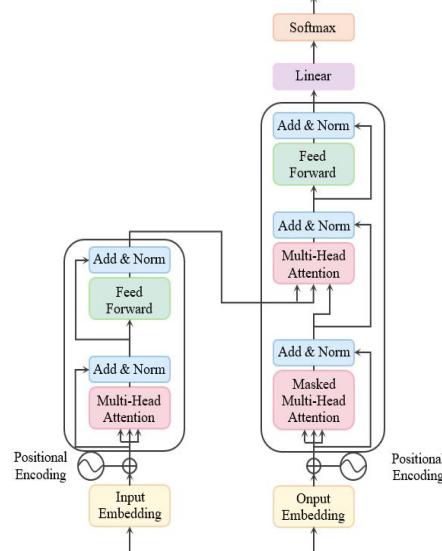 Softmax
Linear
Add & Norm
Feed
Forward
Add & Norm
Multi-Head
Attention
Add & Norm
Masked
Multi-Head
Attention
Positional
Encoding
Onput
Embedding
Add & Norm
Feed
Forward
Add & Norm
Multi-Head
Attention
Positional
Encoding
Input
Embedding